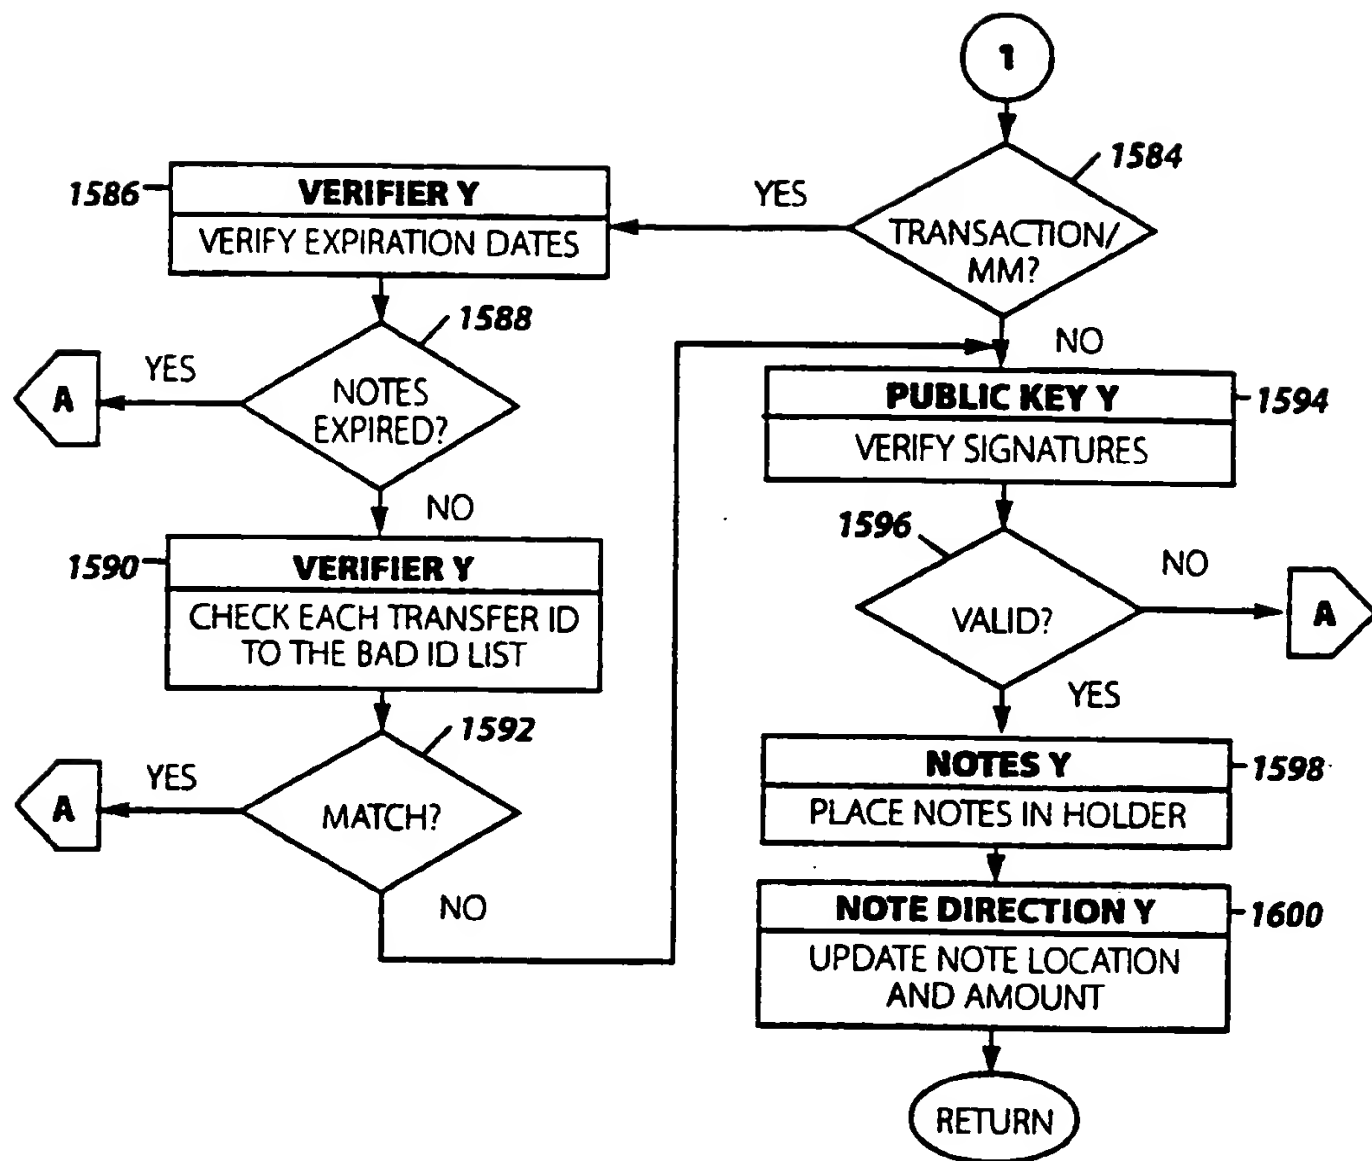 1
1584
TRANSACTION/
MM?
YES
NO
1586
VERIFIER Y
VERIFY EXPIRATION DATES
1588
NOTES
EXPIRED?
YES
A
NO
1590
VERIFIER Y
CHECK EACH TRANSFER ID
TO THE BAD ID LIST
1592
MATCH?
YES
A
NO
PUBLIC KEY Y
1594
VERIFY SIGNATURES
1596
VALID?
NO
A
YES
NOTES Y
1598
PLACE NOTES IN HOLDER
NOTE DIRECTION Y
1600
UPDATE NOTE LOCATION
AND AMOUNT
RETURN